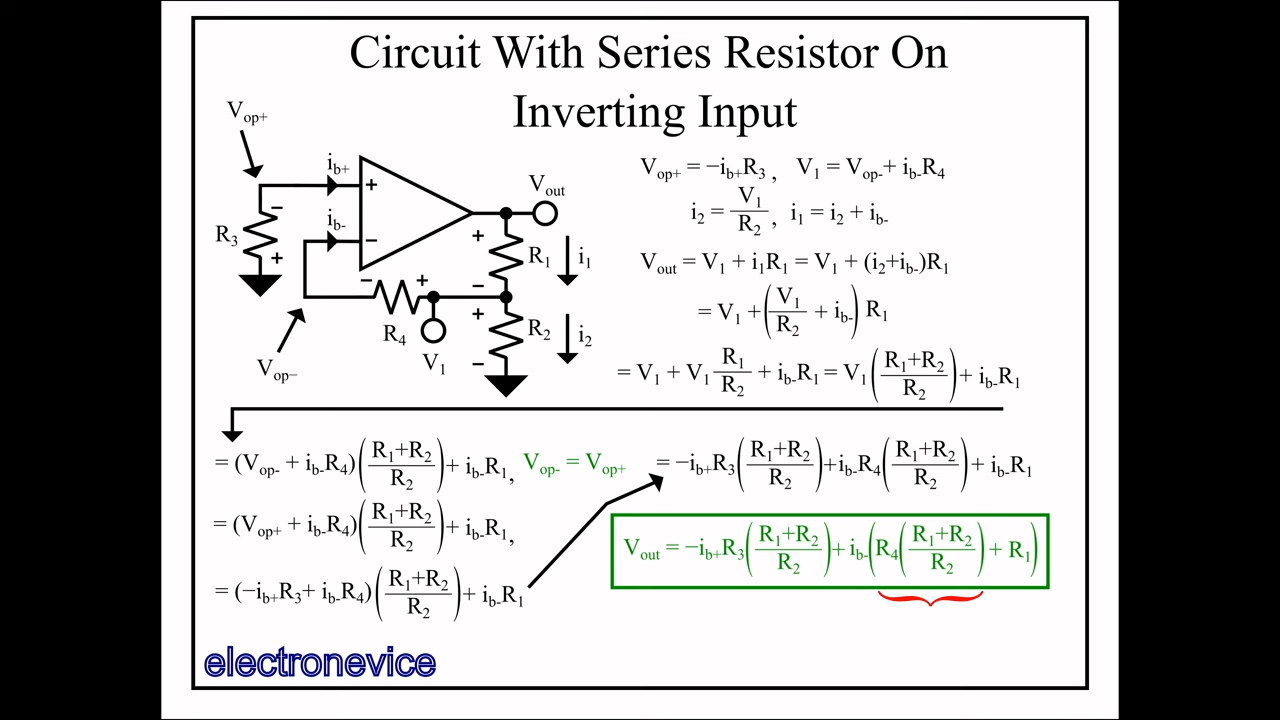 Circuit With Series Resistor On
Inverting Input
V_op+
i_b+
+
V_out
i_b-
−
R_3
−
+
+
R_1
−
i_1
−
+
R_4
V_1
+
R_2
−
i_2
V_op−
V_op+ = −i_b+R_3 , V_1 = V_op- + i_b-R_4
i_2 = V_1/R_2 , i_1 = i_2 + i_b-
V_out = V_1 + i_1R_1 = V_1 + (i_2+i_b-)R_1
= V_1 + (V_1/R_2 + i_b-) R_1
= V_1 + V_1 R_1/R_2 + i_b-R_1 = V_1 ((R_1+R_2)/R_2) + i_b-R_1
= (V_op- + i_b-R_4) ((R_1+R_2)/R_2) + i_b-R_1, V_op- = V_op+
= (V_op+ + i_b-R_4) ((R_1+R_2)/R_2) + i_b-R_1,
= (−i_b+R_3 + i_b-R_4) ((R_1+R_2)/R_2) + i_b-R_1
= −i_b+R_3 ((R_1+R_2)/R_2) + i_b-R_4 ((R_1+R_2)/R_2) + i_b-R_1
V_out = −i_b+R_3 ((R_1+R_2)/R_2) + i_b- (R_4 ((R_1+R_2)/R_2) + R_1)
electronevice